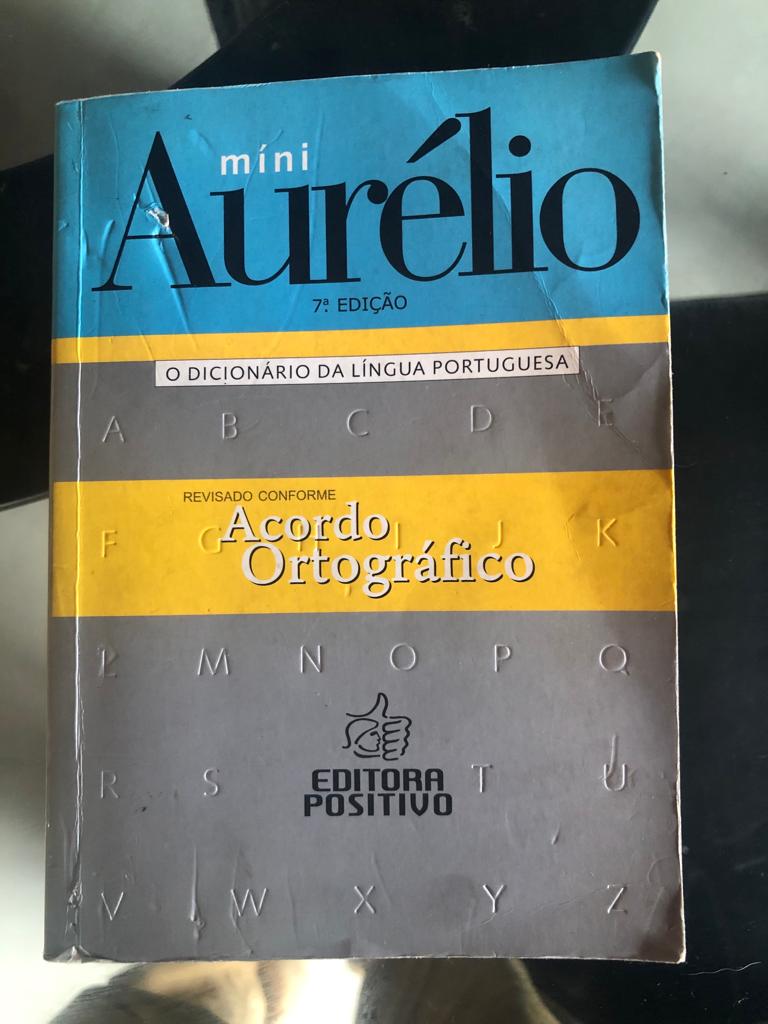 míni
Aurélio
7ª. EDIÇÃO
O DICIONÁRIO DA LÍNGUA PORTUGUESA
A B C D E
REVISADO CONFORME
Acordo
Ortográfico
F G H I J K
L M N O P Q
EDITORA
POSITIVO
R S T U
V W X Y Z